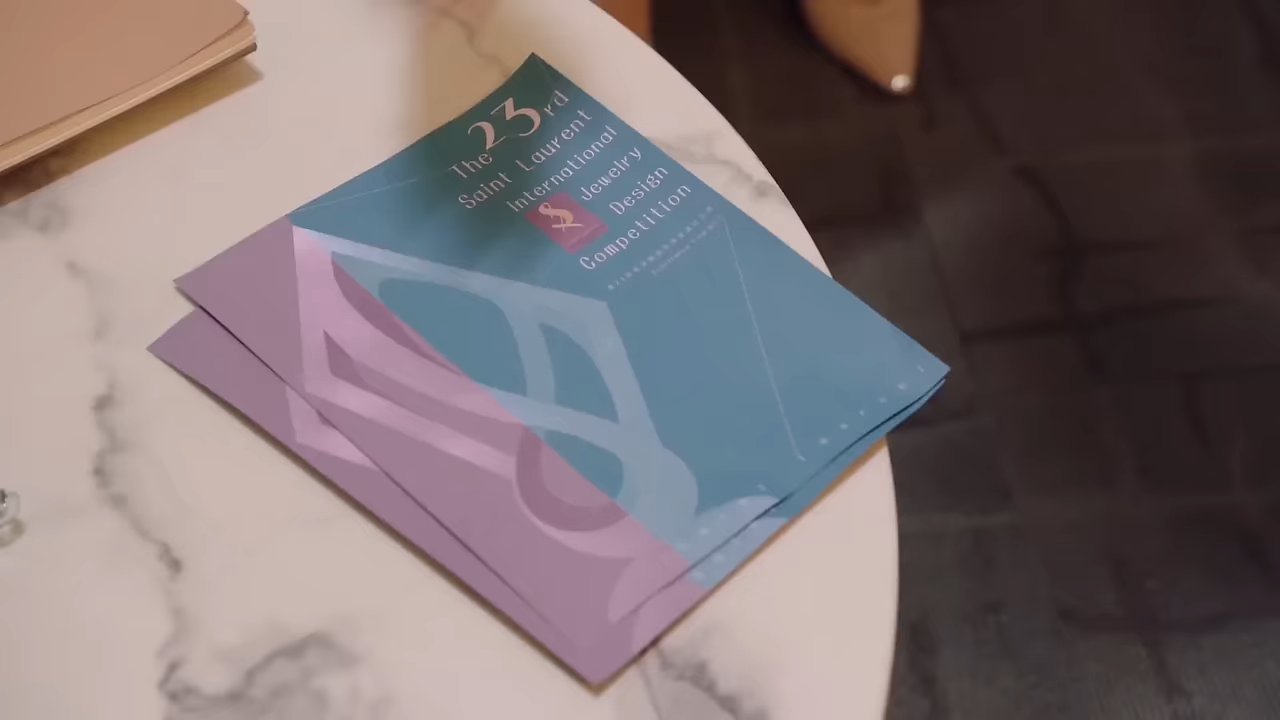 The 23rd
Saint Laurent
International
Jewelry
Design
Competition